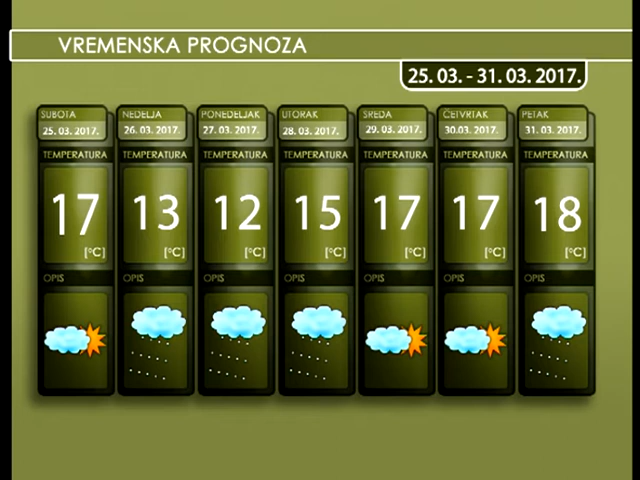 VREMENSKA PROGNOZA
25. 03. - 31. 03. 2017.
SUBOTA NEDELJA PONEDELJAK UTORAK SREDA ČETVRTAK PETAK
25. 03. 2017. 26. 03. 2017. 27. 03. 2017. 28. 03. 2017. 29. 03. 2017. 30.03. 2017. 31. 03. 2017.
TEMPERATURA TEMPERATURA TEMPERATURA TEMPERATURA TEMPERATURA TEMPERATURA TEMPERATURA
17 13 12 15 17 17 18
[°C] [°C] [°C] [°C] [°C] [°C] [°C]
OPIS OPIS OPIS OPIS OPIS OPIS OPIS